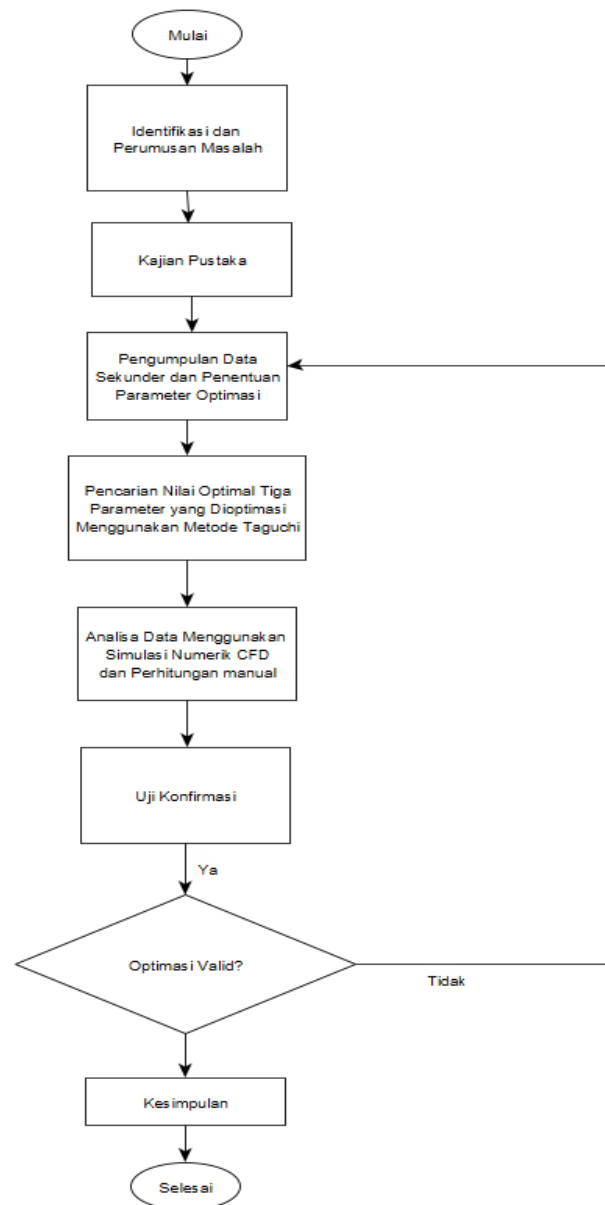 Mulai
Identifikasi dan
Perumusan Masalah
Kajian Pustaka
Pengumpulan Data
Sekunder dan Penentuan
Parameter Optimasi
Pencarian Nilai Optimal Tiga
Parameter yang Dioptimasi
Menggunakan Metode Taguchi
Analisa Data Menggunakan
Simulasi Numerik CFD
dan Perhitungan manual
Uji Konfirmasi
Ya
Optimasi Valid?
Tidak
Kesimpulan
Selesai